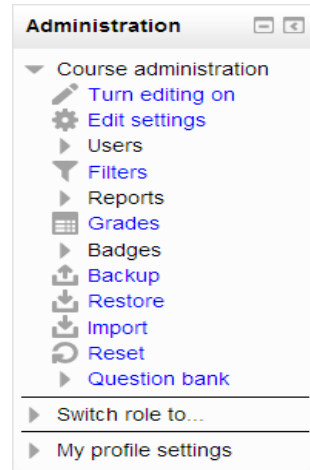 Administration
Course administration
Turn editing on
Edit settings
Users
Filters
Reports
Grades
Badges
Backup
Restore
Import
Reset
Question bank
Switch role to...
My profile settings